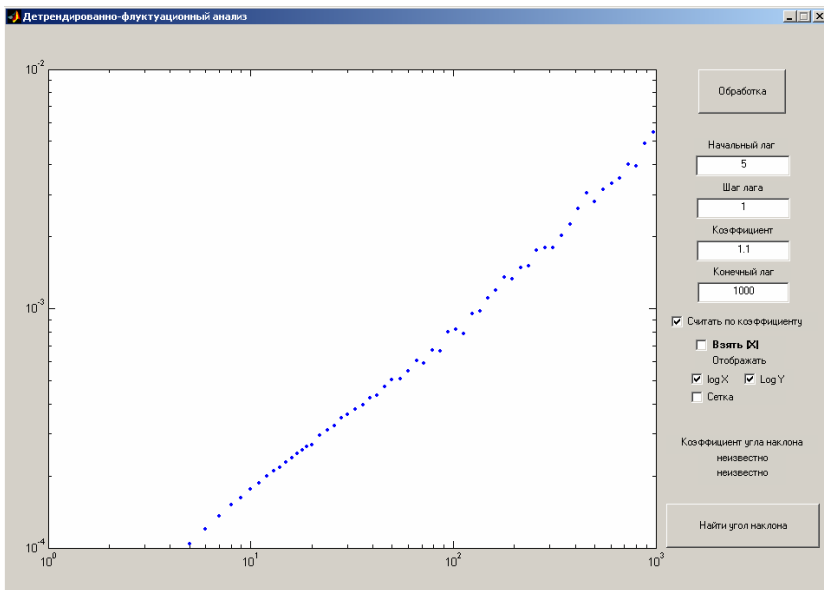 Детрендированно-флуктуационный анализ
10^-2
10^-3
10^-4
10^0
10^1
10^2
10^3
Обработка
Начальный лаг
5
Шаг лага
1
Коэффициент
1.1
Конечный лаг
1000
Считать по коэффициенту
Взять |X|
Отображать
log X
Log Y
Сетка
Коэффициент угла наклона
неизвестно
неизвестно
Найти угол наклона